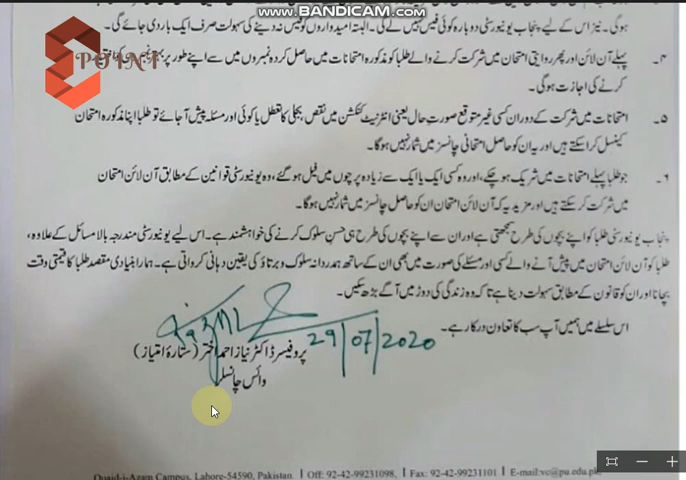 WWW.BANDICAM.COM
POINT
ہوگی۔ نیز اس کے لیے پنجاب یونیورسٹی دوبارہ کوئی فیس نہیں لے گی۔ البتہ امیدواروں کو فیس نہ دینے کی سہولت صرف ایک بار دی جائے گی۔
۴۔ پہلے آن لائن اور پھر روایتی امتحان میں شرکت کرنے والے طلبا کو مذکورہ امتحانات میں حاصل کردہ نمبروں میں سے اپنے طور پر
کرنے کی اجازت ہوگی۔
۵۔ امتحانات میں شرکت کے دوران کسی غیر متوقع صورتِ حال یعنی انٹرنیٹ کنکشن میں نقص، بجلی کا تعطل یا کوئی اور مسئلہ پیش آجائے تو طلبا اپنا مذکورہ امتحان
کینسل کرا سکتے ہیں اور یہ ان کو حاصل امتحانی چانسز میں شمار نہیں ہوگا۔
۶۔ جو طلبا پہلے امتحانات میں شریک ہو چکے، اور وہ کسی ایک یا ایک سے زیادہ پرچوں میں فیل ہو گئے، وہ یونیورسٹی قوانین کے مطابق آن لائن امتحان
میں شرکت کر سکتے ہیں اور مزید یہ کہ آن لائن امتحان ان کو حاصل چانسز میں شمار نہیں ہوگا۔
پنجاب یونیورسٹی طلبا کو اپنے بچوں کی طرح سمجھتی ہے اور ان سے اپنے بچوں کی طرح ہی حسنِ سلوک کرنے کی خواہشمند ہے۔ اس لیے یونیورسٹی مندرجہ بالا مسائل کے علاوہ،
طلبا کو آن لائن امتحان میں پیش آنے والے کسی اور مسئلے کی صورت میں بھی ان کے ساتھ ہمدردانہ سلوک و برتاؤ کی یقین دہانی کرواتی ہے۔ ہمارا بنیادی مقصد طلبا کا قیمتی وقت
بچانا اور ان کو قانون کے مطابق سہولت دینا ہے تا کہ وہ زندگی کی دوڑ میں آگے بڑھ سکیں۔
اس سلسلے میں ہمیں آپ سب کا تعاون درکار ہے۔
29/07/2020
پروفیسر ڈاکٹر نیاز احمد اختر (ستارۂ امتیاز)
وائس چانسلر
Quaid-i-Azam Campus, Lahore-54590, Pakistan | Off: 92-42-99231098, | Fax: 92-42-99231101 | E-mail:vc@pu.edu.pk,